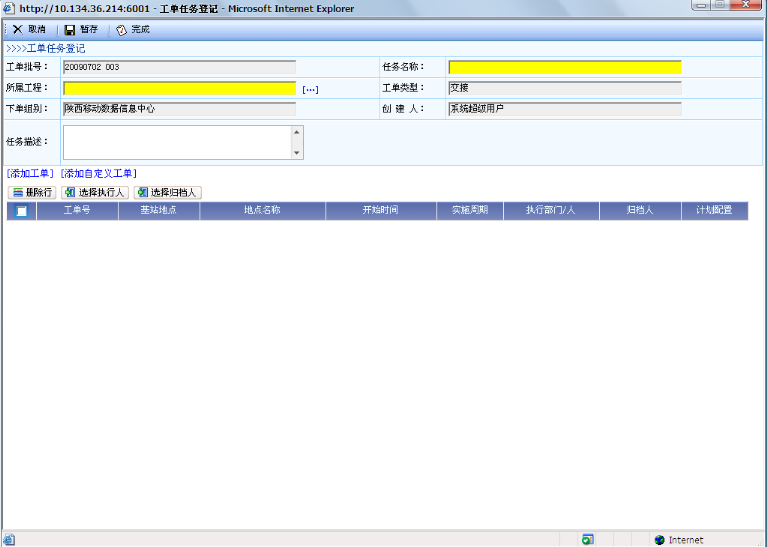 http://10.134.36.214:6001 - 工单任务登记 - Microsoft Internet Explorer
取消 暂存 完成
>>>>工单任务登记
工单批号： 20090702 003 任务名称：
所属工程： [...] 工单类型： 交接
下单组别： 陕西移动数据信息中心 创 建 人： 系统超级用户
任务描述：
[添加工单] [添加自定义工单]
删除行 选择执行人 选择归档人
工单号 基站地点 地点名称 开始时间 实施周期 执行部门/人 归档人 计划配置
Internet